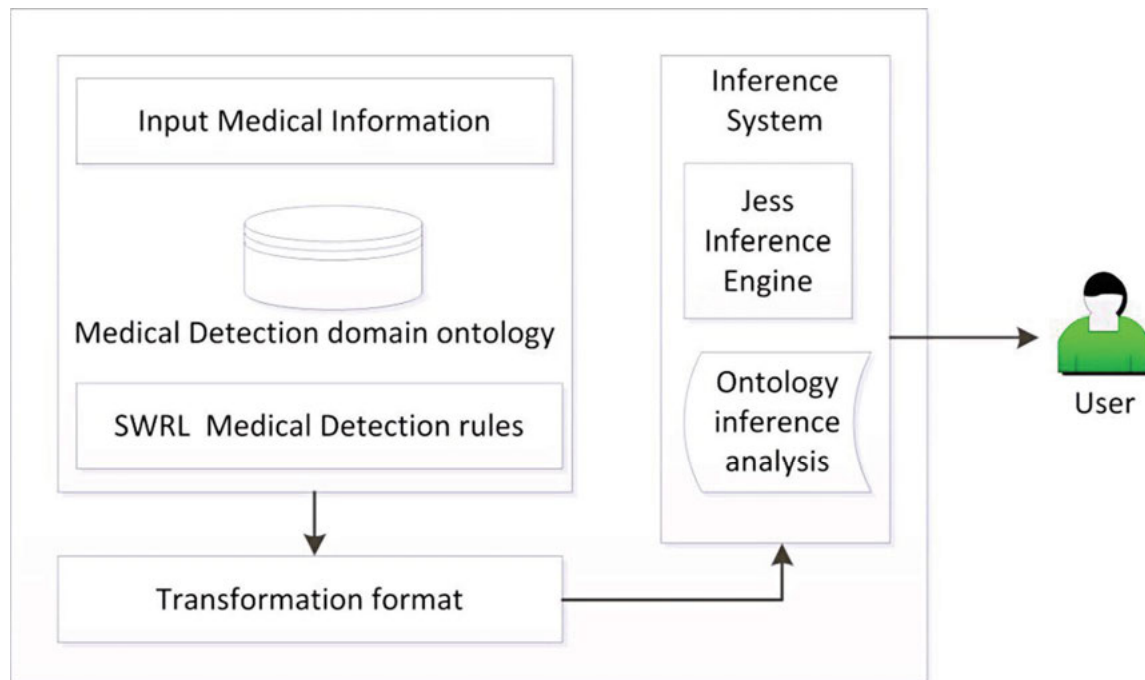 Input Medical Information
Medical Detection domain ontology
SWRL Medical Detection rules
Transformation format
Inference
System
Jess
Inference
Engine
Ontology
inference
analysis
User